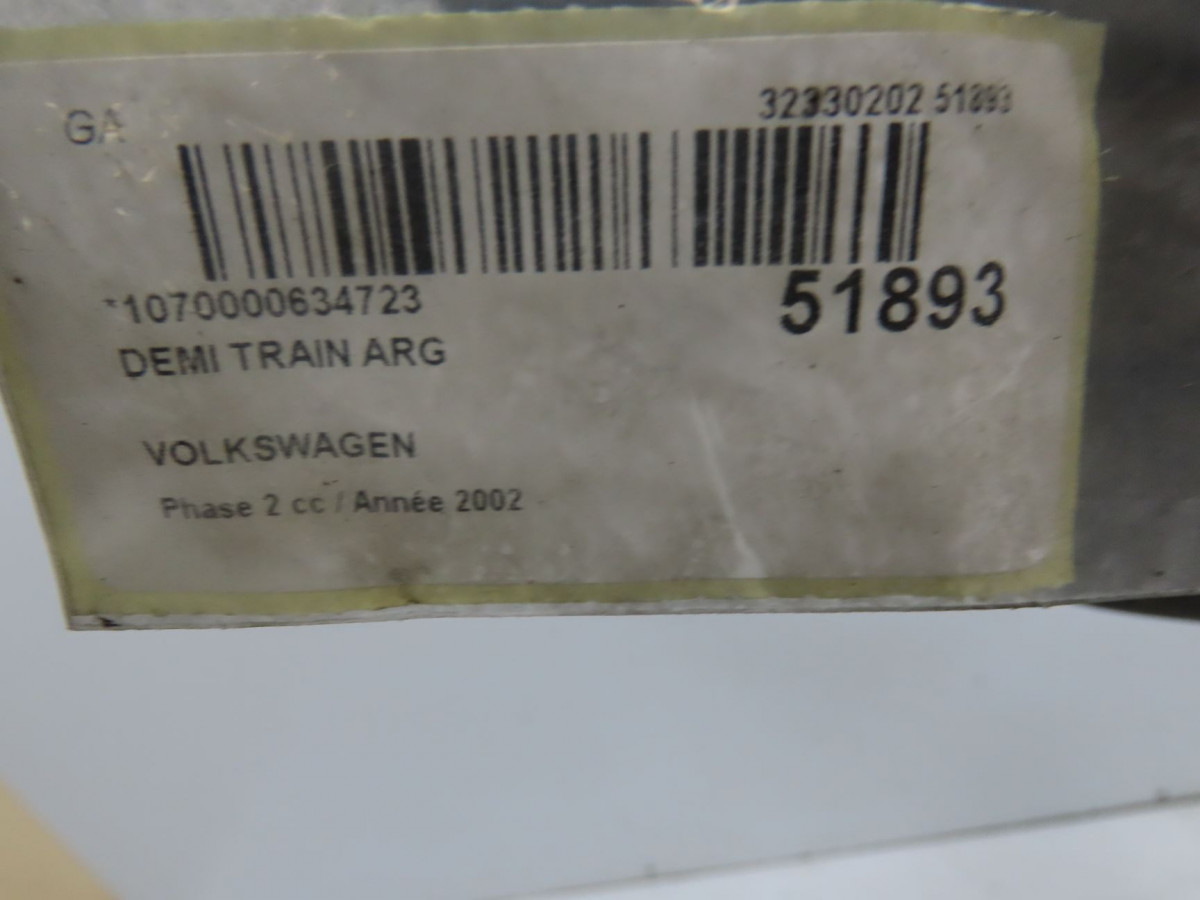 GA
32330202 51893
*1070000634723
51893
DEMI TRAIN ARG
VOLKSWAGEN
Phase 2 cc / Année 2002